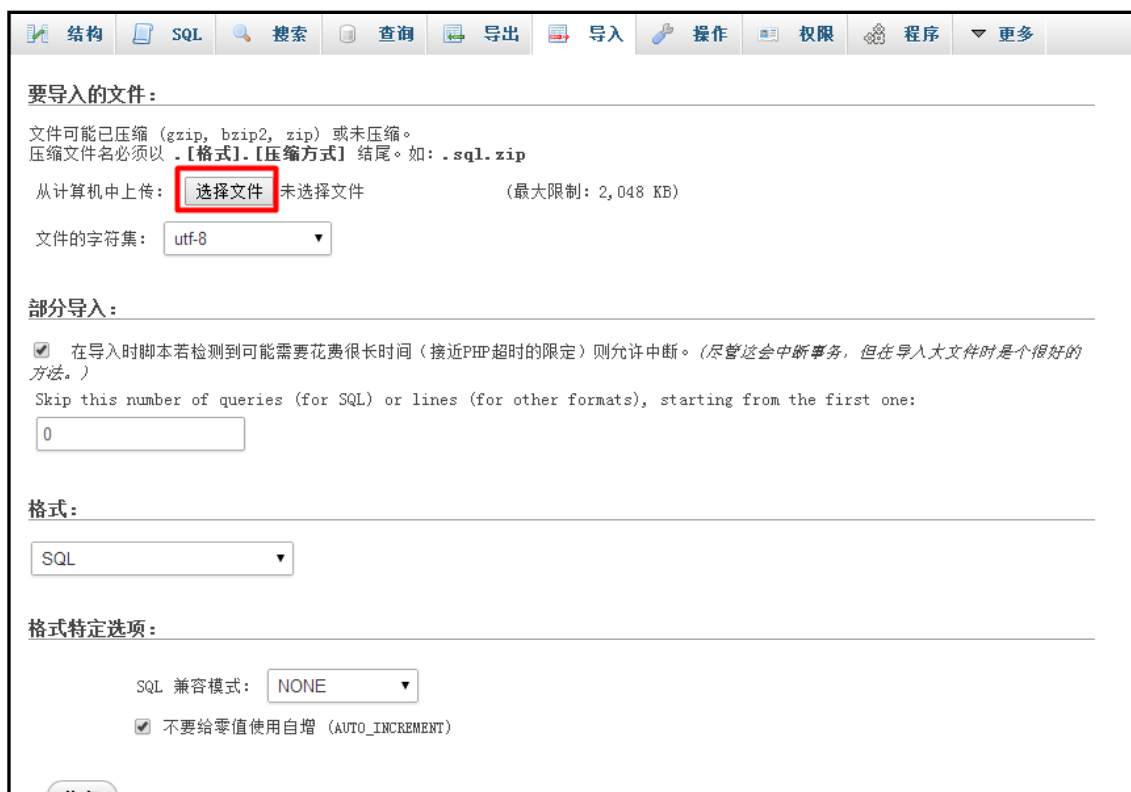 结构 SQL 搜索 查询 导出 导入 操作 权限 程序 更多
要导入的文件:
文件可能已压缩 (gzip, bzip2, zip) 或未压缩。
压缩文件名必须以 .[格式].[压缩方式] 结尾。如: .sql.zip
从计算机中上传: 选择文件 未选择文件 (最大限制: 2,048 KB)
文件的字符集: utf-8
部分导入:
在导入时脚本若检测到可能需要花费很长时间（接近PHP超时的限定）则允许中断。(尽管这会中断事务，但在导入大文件时是个很好的
方法。)
Skip this number of queries (for SQL) or lines (for other formats), starting from the first one:
0
格式:
SQL
格式特定选项:
SQL 兼容模式: NONE
不要给零值使用自增 (AUTO_INCREMENT)